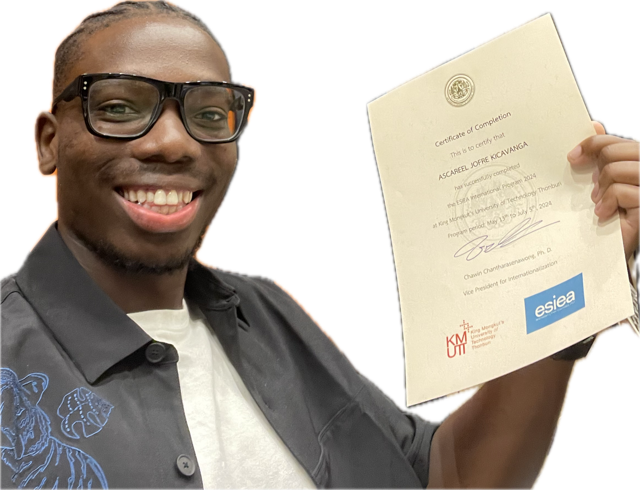 Certificate of Completion
This is to certify that
ASCAREEL JOFRE KICAVANGA
has successfully completed
the ESIEA International Program 2024
at King Mongkut's University of Technology Thonburi
Program period, May 13th to July 5th, 2024
Chawin Chantharasenawong, Ph. D.
Vice President for Internationalization
esiea
KM
UTT
King Mongkut's
University of
Technology
Thonburi